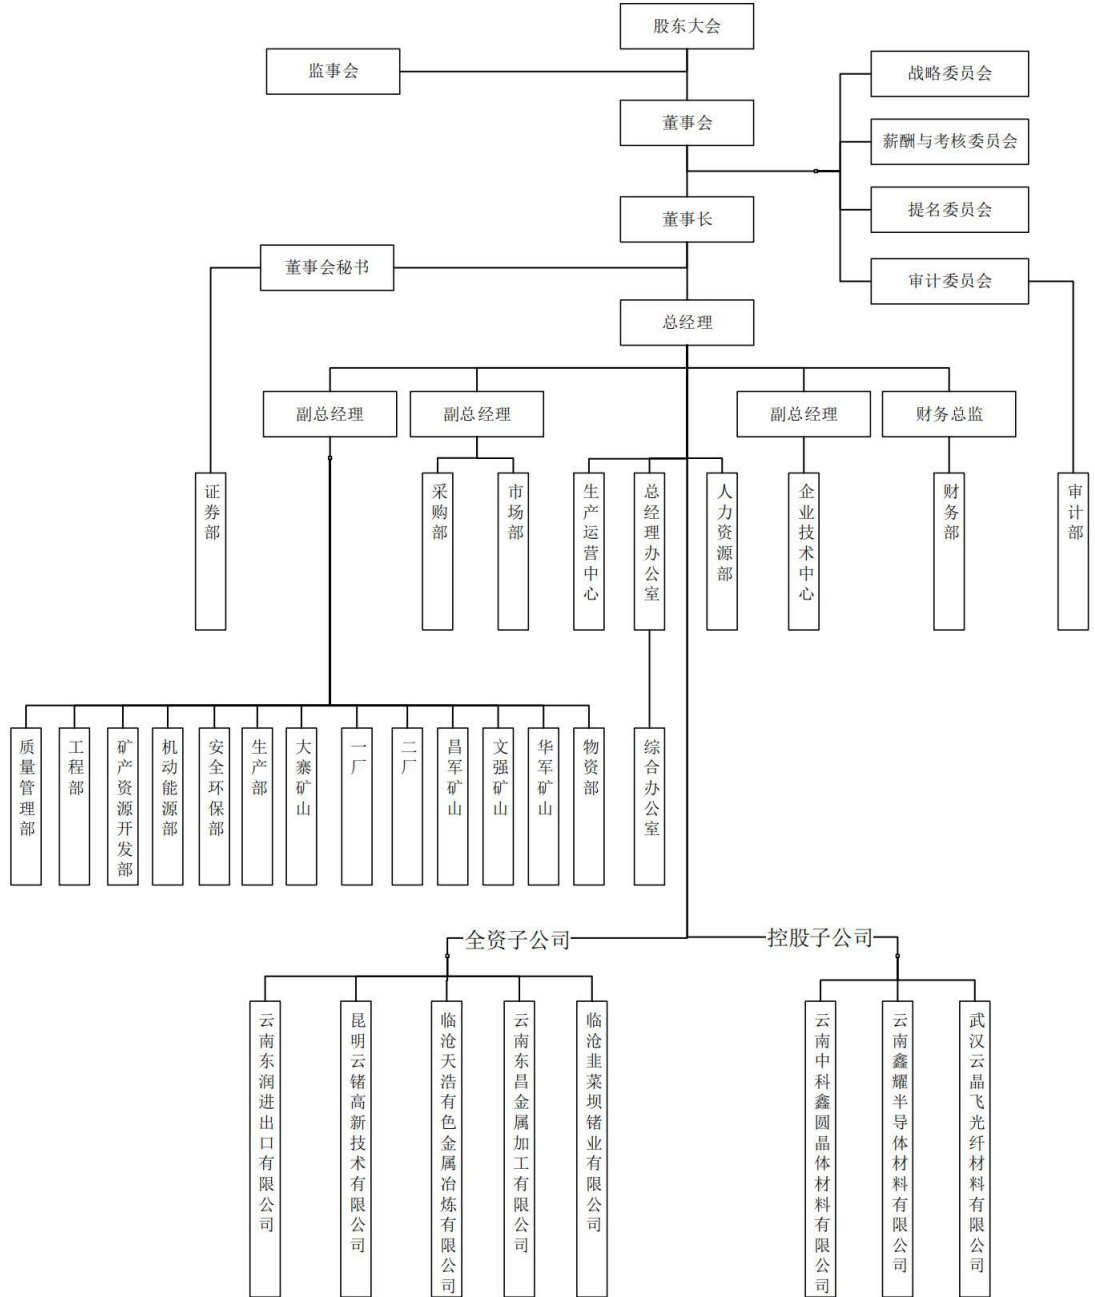 股东大会
监事会
战略委员会
董事会
薪酬与考核委员会
提名委员会
董事长
董事会秘书
审计委员会
总经理
副总经理
副总经理
副总经理
财务总监
证券部
采购部
市场部
生产运营中心
总经理办公室
人力资源部
企业技术中心
财务部
审计部
质量管理部
工程部
矿产资源开发部
机动能源部
安全环保部
生产部
大寨矿山
一厂
二厂
昌军矿山
文强矿山
华军矿山
物资部
综合办公室
全资子公司
控股子公司
云南东润进出口有限公司
昆明云锗高新技术有限公司
临沧天浩有色金属冶炼有限公司
云南东昌金属加工有限公司
临沧韭菜坝锗业有限公司
云南中科鑫圆晶体材料有限公司
云南鑫耀半导体材料有限公司
武汉云晶飞光纤材料有限公司